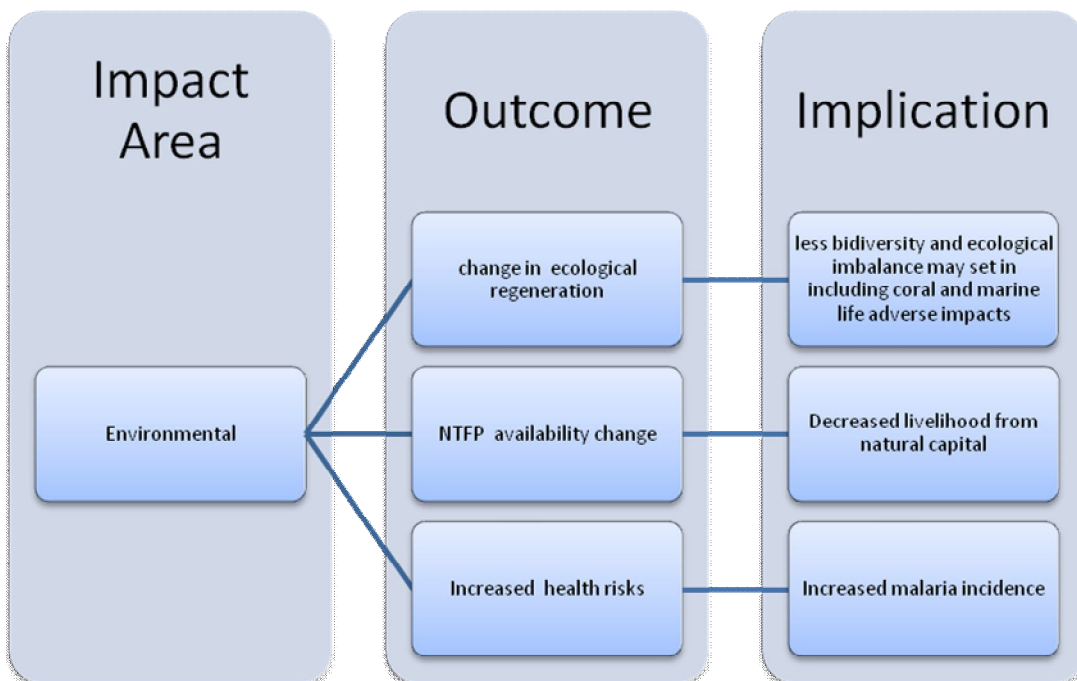 Impact
Area
Outcome
Implication
Environmental
change in ecological
regeneration
less bidiversity and ecological
imbalance may set in
including coral and marine
life adverse impacts
NTFP availability change
Decreased livelihood from
natural capital
Increased health risks
Increased malaria incidence